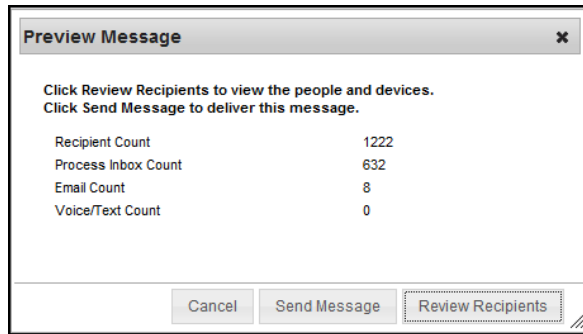 Preview Message
Click Review Recipients to view the people and devices.
Click Send Message to deliver this message.
Recipient Count 1222
Process Inbox Count 632
Email Count 8
Voice/Text Count 0
Cancel Send Message Review Recipients